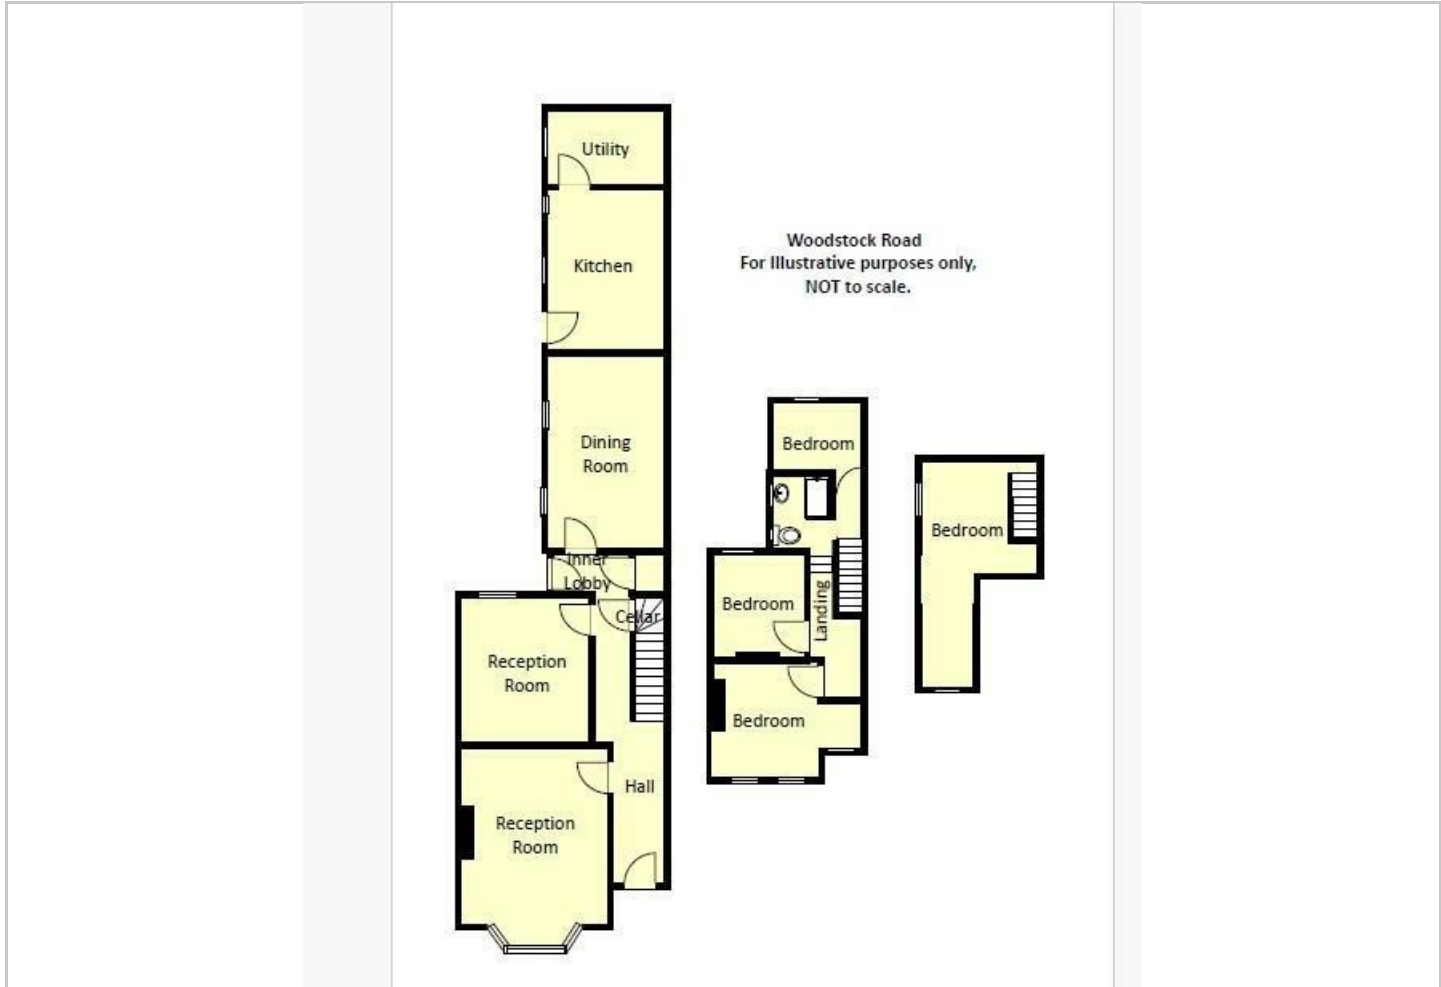 Utility
Kitchen
Woodstock Road
For Illustrative purposes only,
NOT to scale.
Dining
Room
Inner
Lobby
Cellar
Reception
Room
Hall
Reception
Room
Bedroom
Bedroom
Landing
Bedroom
Bedroom